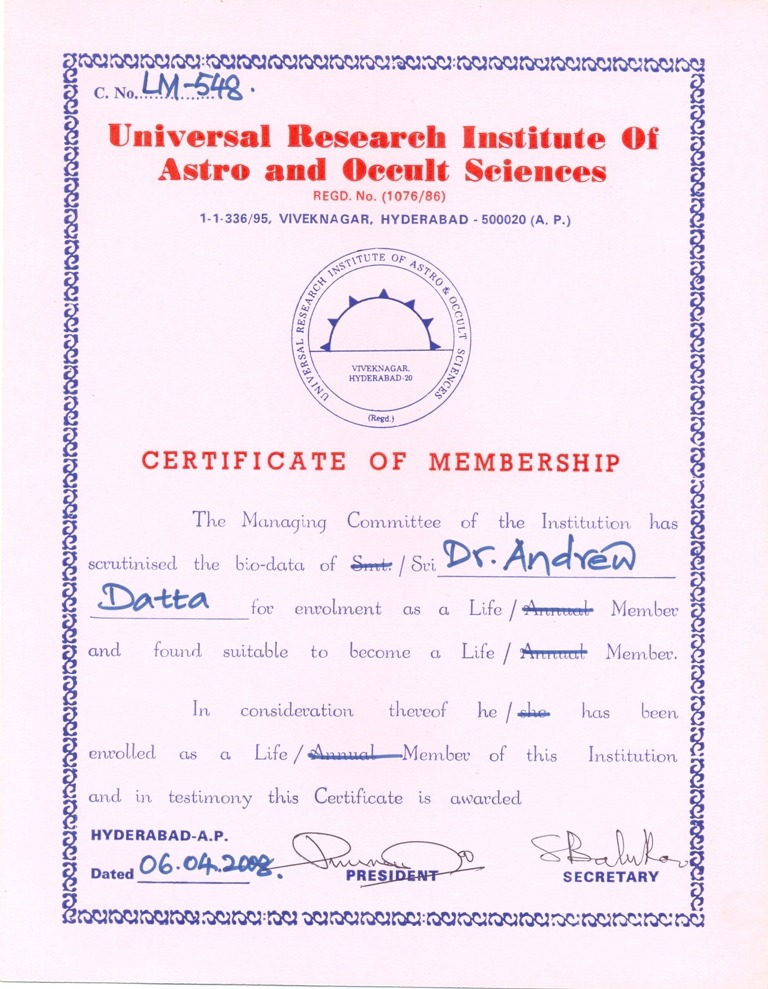 C. No. LM-548.
Universal Research Institute Of
Astro and Occult Sciences
REGD. No. (1076/86)
1-1-336/95, VIVEKNAGAR, HYDERABAD - 500020 (A. P.)
UNIVERSAL RESEARCH INSTITUTE OF ASTRO & OCCULT SCIENCES
VIVEKNAGAR,
HYDERABAD-20
(Regd.)
CERTIFICATE OF MEMBERSHIP
The Managing Committee of the Institution has
scrutinised the bio-data of Smt. / Sri Dr. Andrew
Datta for enrolment as a Life / Annual Member
and found suitable to become a Life / Annual Member.
In consideration thereof he / she has been
enrolled as a Life / Annual Member of this Institution
and in testimony this Certificate is awarded
HYDERABAD-A.P.
Dated 06.04.2008.
PRESIDENT
SECRETARY